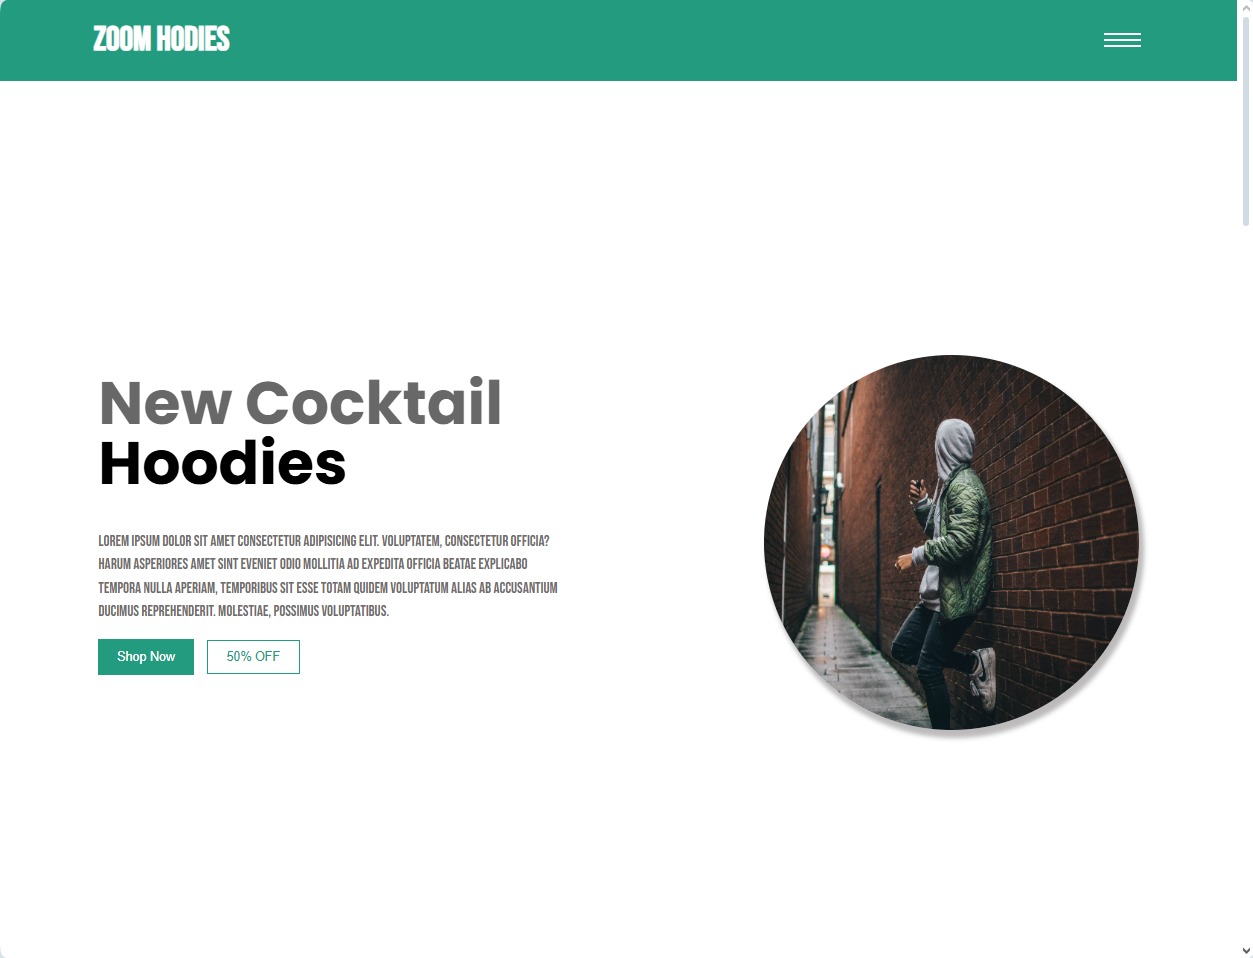 ZOOM HODIES
New Cocktail
Hoodies
LOREM IPSUM DOLOR SIT AMET CONSECTETUR ADIPISICING ELIT. VOLUPTATEM, CONSECTETUR OFFICIA?
HARUM ASPERIORES AMET SINT EVENIET ODIO MOLLITIA AD EXPEDITA OFFICIA BEATAE EXPLICABO
TEMPORA NULLA APERIAM, TEMPORIBUS SIT ESSE TOTAM QUIDEM VOLUPTATUM ALIAS AB ACCUSANTIUM
DUCIMUS REPREHENDERIT. MOLESTIAE, POSSIMUS VOLUPTATIBUS.
Shop Now
50% OFF